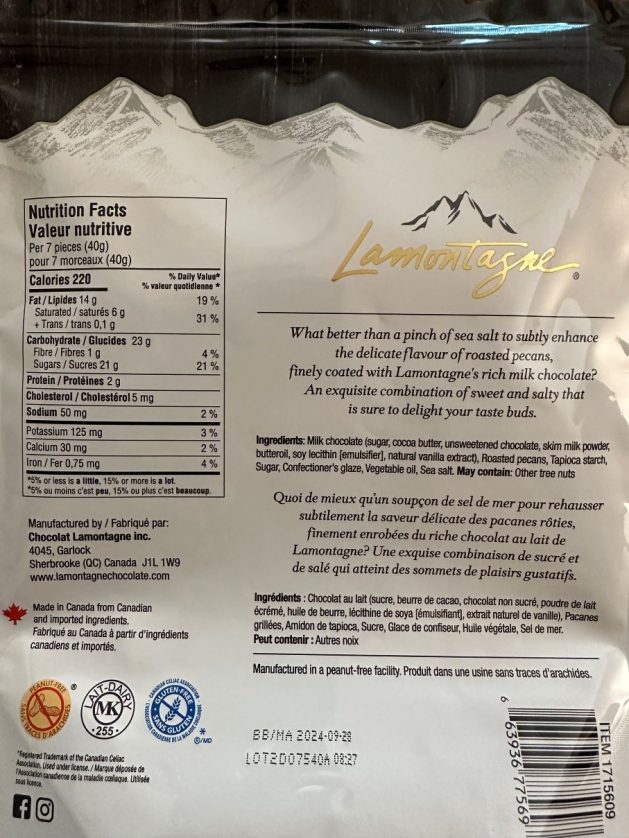 Nutrition Facts
Valeur nutritive
Per 7 pieces (40g)
pour 7 morceaux (40g)
Calories 220
% Daily Value*
% valeur quotidienne *
Fat / Lipides 14 g 19 %
Saturated / saturés 6 g
+ Trans / trans 0,1 g 31 %
Carbohydrate / Glucides 23 g
Fibre / Fibres 1 g 4 %
Sugars / Sucres 21 g 21 %
Protein / Protéines 2 g
Cholesterol / Cholestérol 5 mg
Sodium 50 mg 2 %
Potassium 125 mg 3 %
Calcium 30 mg 2 %
Iron / Fer 0,75 mg 4 %
*5% or less is a little, 15% or more is a lot.
*5% ou moins c'est peu, 15% ou plus c'est beaucoup.
Manufactured by / Fabriqué par:
Chocolat Lamontagne inc.
4045, Garlock
Sherbrooke (QC) Canada J1L 1W9
www.lamontagnechocolate.com
Made in Canada from Canadian
and imported ingredients.
Fabriqué au Canada à partir d'ingrédients
canadiens et importés.
PEANUT-FREE
SANS TRACES D'ARACHIDES
®
LAIT-DAIRY
MK
·255·
CANADIAN CELIAC ASSOCIATION
GLUTEN-FREE
SANS GLUTEN
*
®/MD
*Registered Trademark of the Canadian Celiac
Association. Used under license. / Marque déposée de
l'Association canadienne de la maladie cœliaque. Utilisée
sous licence.
Lamontagne®
What better than a pinch of sea salt to subtly enhance
the delicate flavour of roasted pecans,
finely coated with Lamontagne's rich milk chocolate?
An exquisite combination of sweet and salty that
is sure to delight your taste buds.
Ingredients: Milk chocolate (sugar, cocoa butter, unsweetened chocolate, skim milk powder,
butteroil, soy lecithin [emulsifier], natural vanilla extract), Roasted pecans, Tapioca starch,
Sugar, Confectioner's glaze, Vegetable oil, Sea salt. May contain: Other tree nuts
Quoi de mieux qu'un soupçon de sel de mer pour rehausser
subtilement la saveur délicate des pacanes rôties,
finement enrobées du riche chocolat au lait de
Lamontagne? Une exquise combinaison de sucré et
de salé qui atteint des sommets de plaisirs gustatifs.
Ingrédients : Chocolat au lait (sucre, beurre de cacao, chocolat non sucré, poudre de lait
écrémé, huile de beurre, lécithine de soya [émulsifiant], extrait naturel de vanille), Pacanes
grillées, Amidon de tapioca, Sucre, Glace de confiseur, Huile végétale, Sel de mer.
Peut contenir : Autres noix
Manufactured in a peanut-free facility. Produit dans une usine sans traces d'arachides.
BB/MA 2024-09-28
LOT2D07540A 08:27
6 63936 77569
ITEM 1715609